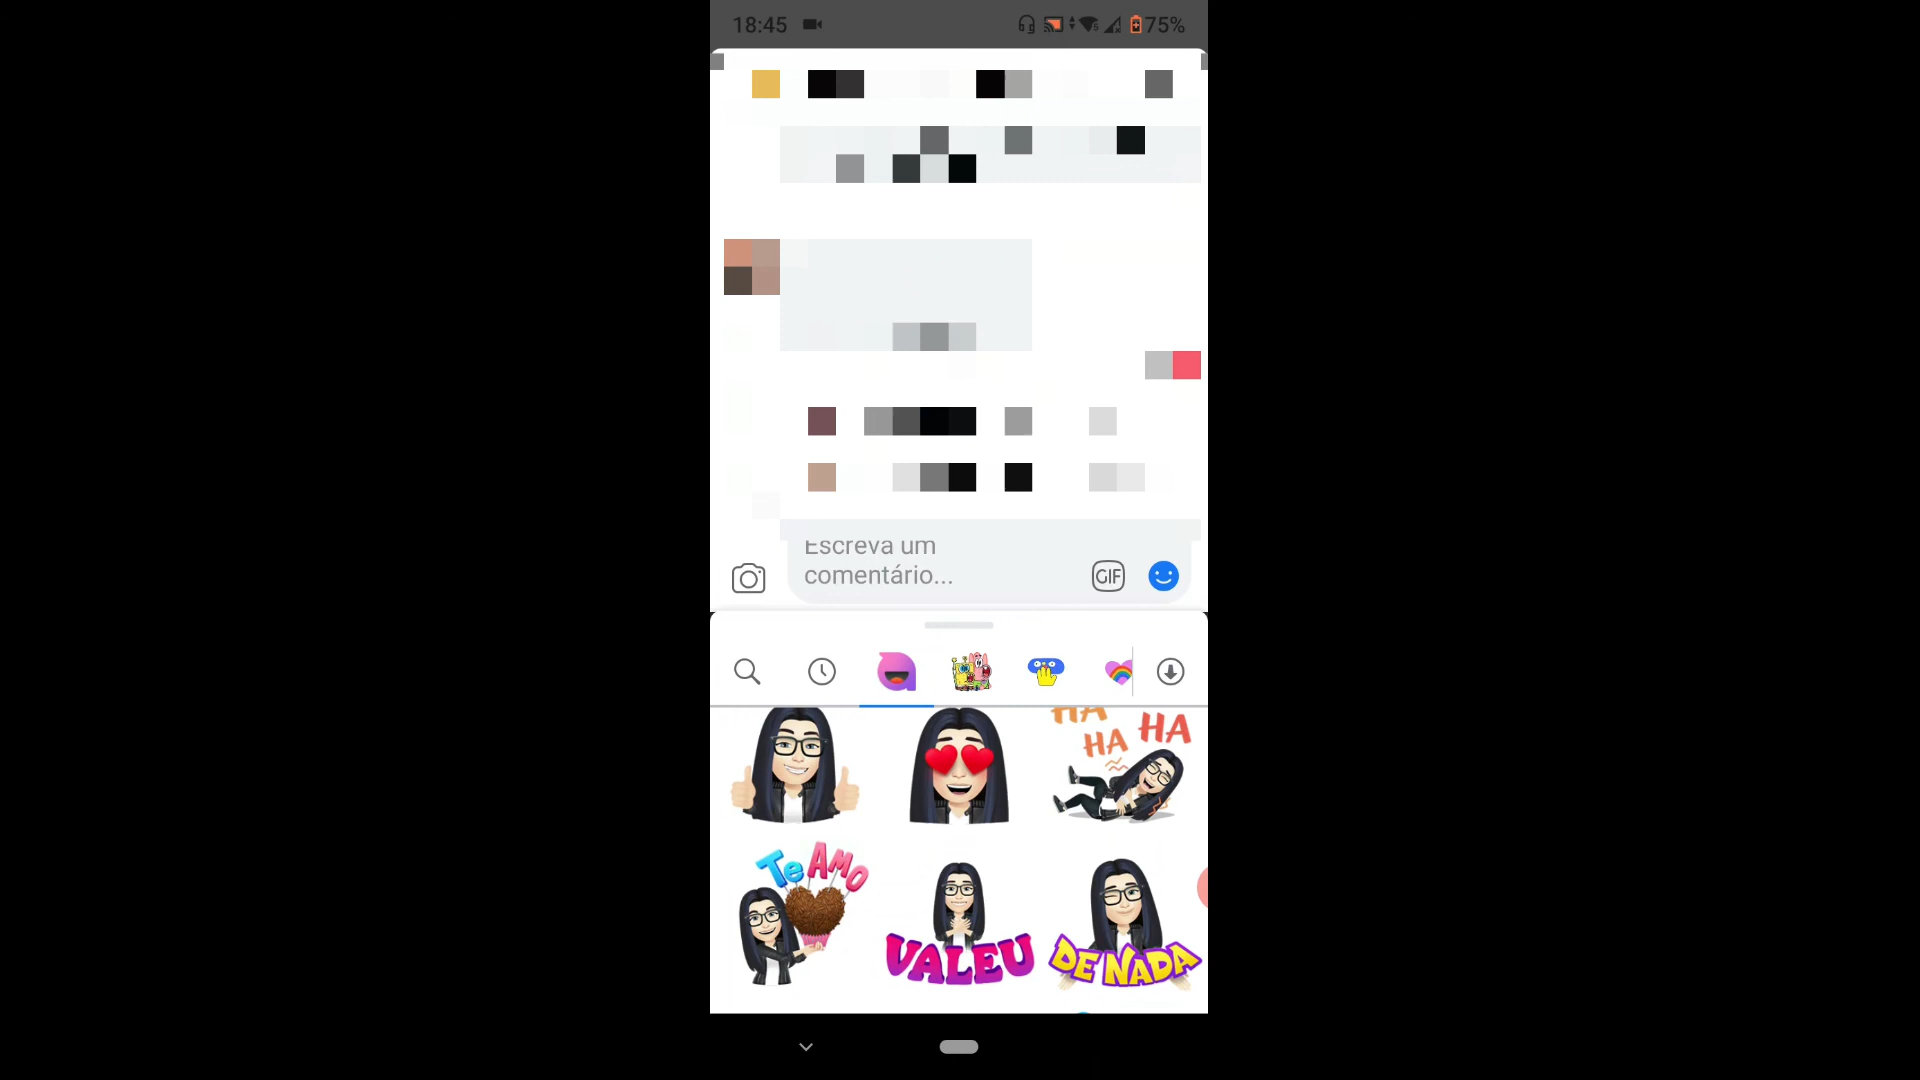 18:45
75%
Escreva um
comentário...
GIF
HA
HA
HA
Te AMO
VALEU
DE NADA